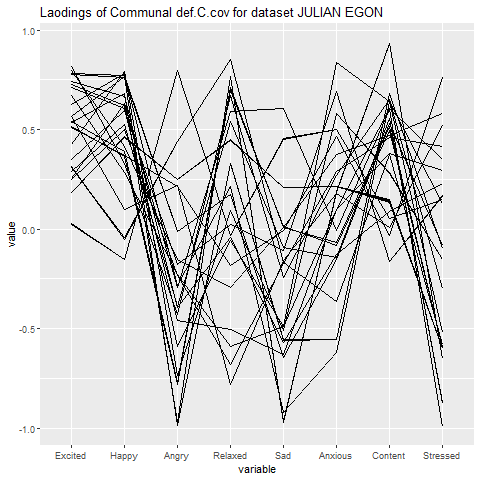 Laodings of Communal def.C.cov for dataset JULIAN EGON
1.0
0.5
0.0
-0.5
-1.0
value
Excited Happy Angry Relaxed Sad Anxious Content Stressed
variable